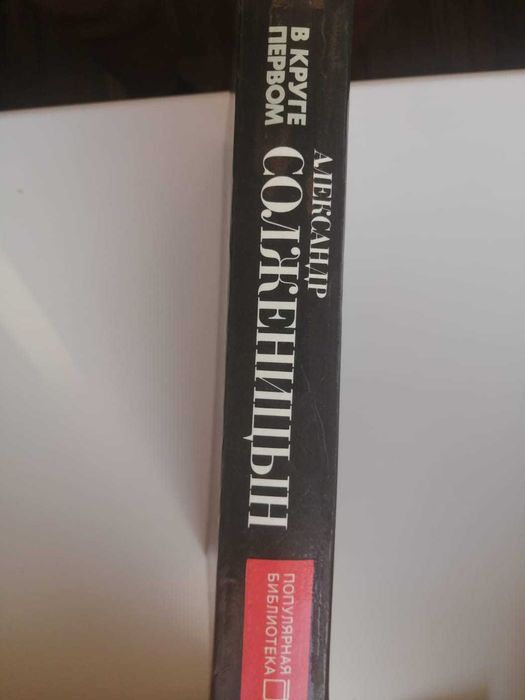 В КРУГЕ
ПЕРВОМ
АЛЕКСАНДР
СОЛЖЕНИЦЫН
ПОПУЛЯРНАЯ
БИБЛИОТЕКА